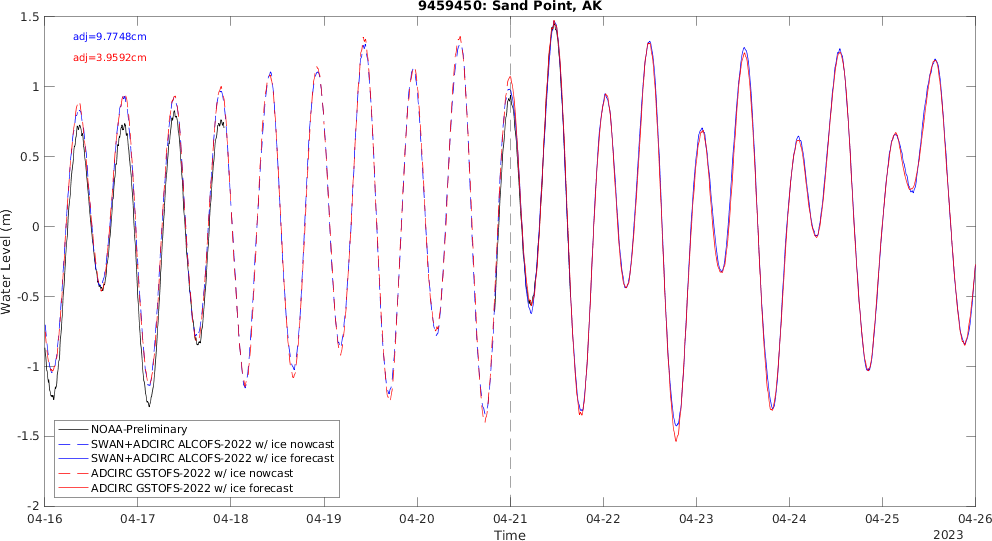 9459450: Sand Point, AK
adj=9.7748cm
adj=3.9592cm
1.5
1
0.5
0
-0.5
-1
-1.5
-2
Water Level (m)
NOAA-Preliminary
SWAN+ADCIRC ALCOFS-2022 w/ ice nowcast
SWAN+ADCIRC ALCOFS-2022 w/ ice forecast
ADCIRC GSTOFS-2022 w/ ice nowcast
ADCIRC GSTOFS-2022 w/ ice forecast
04-16 04-17 04-18 04-19 04-20 04-21 04-22 04-23 04-24 04-25 04-26
Time
2023